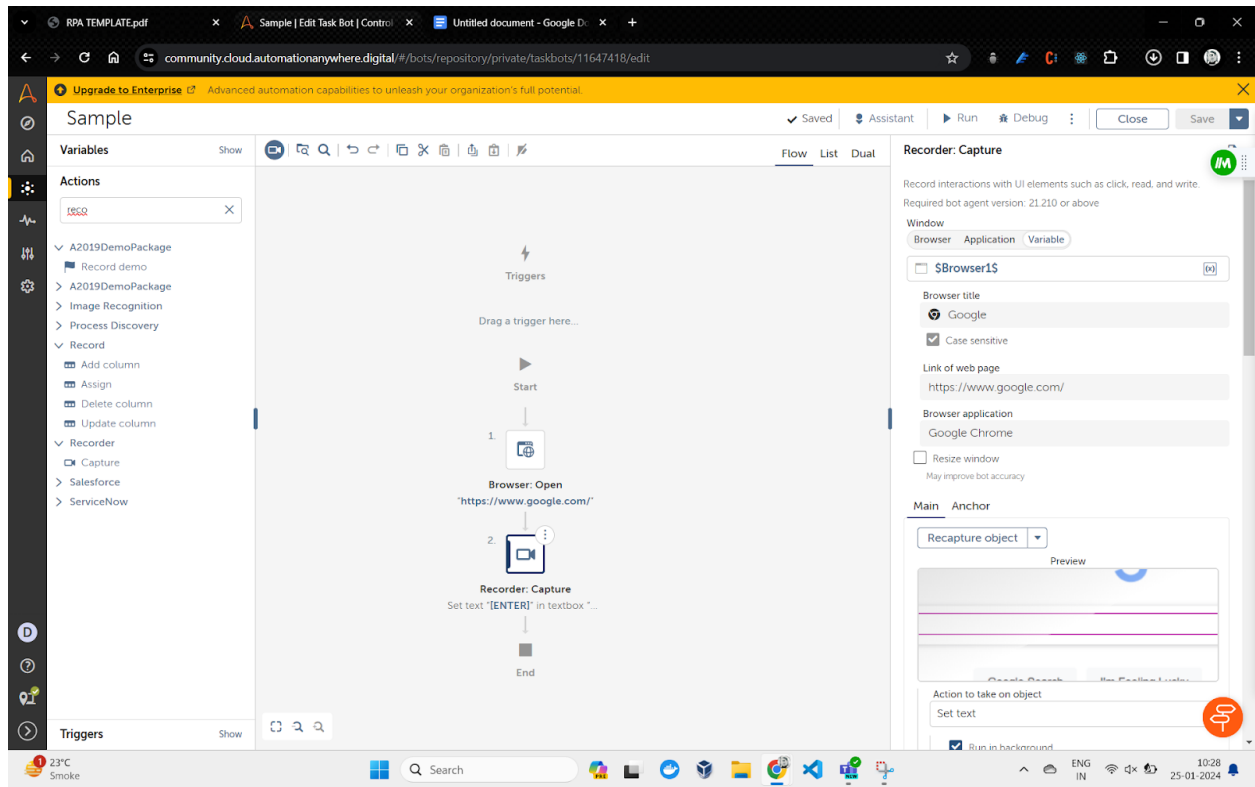 RPA TEMPLATE.pdf
Sample | Edit Task Bot | Control
Untitled document - Google Do
community.cloud.automationanywhere.digital/#/bots/repository/private/taskbots/11647418/edit
Upgrade to Enterprise Advanced automation capabilities to unleash your organization's full potential.
Sample
Saved
Assistant
Run
Debug
Close
Save
Variables
Show
Actions
reco
A2019DemoPackage
Record demo
A2019DemoPackage
Image Recognition
Process Discovery
Record
Add column
Assign
Delete column
Update column
Recorder
Capture
Salesforce
ServiceNow
Triggers
Show
Flow List Dual
Triggers
Drag a trigger here...
Start
1.
Browser: Open
"https://www.google.com/"
2.
Recorder: Capture
Set text "[ENTER]" in textbox "...
End
Recorder: Capture
Record interactions with UI elements such as click, read, and write.
Required bot agent version: 21.210 or above
Window
Browser Application Variable
$Browser1$
(x)
Browser title
Google
Case sensitive
Link of web page
https://www.google.com/
Browser application
Google Chrome
Resize window
May improve bot accuracy
Main Anchor
Recapture object
Preview
Google Search I'm Feeling Lucky
Action to take on object
Set text
Run in background
D
1
23°C
Smoke
Search
PRE
NEW
ENG
IN
10:28
25-01-2024